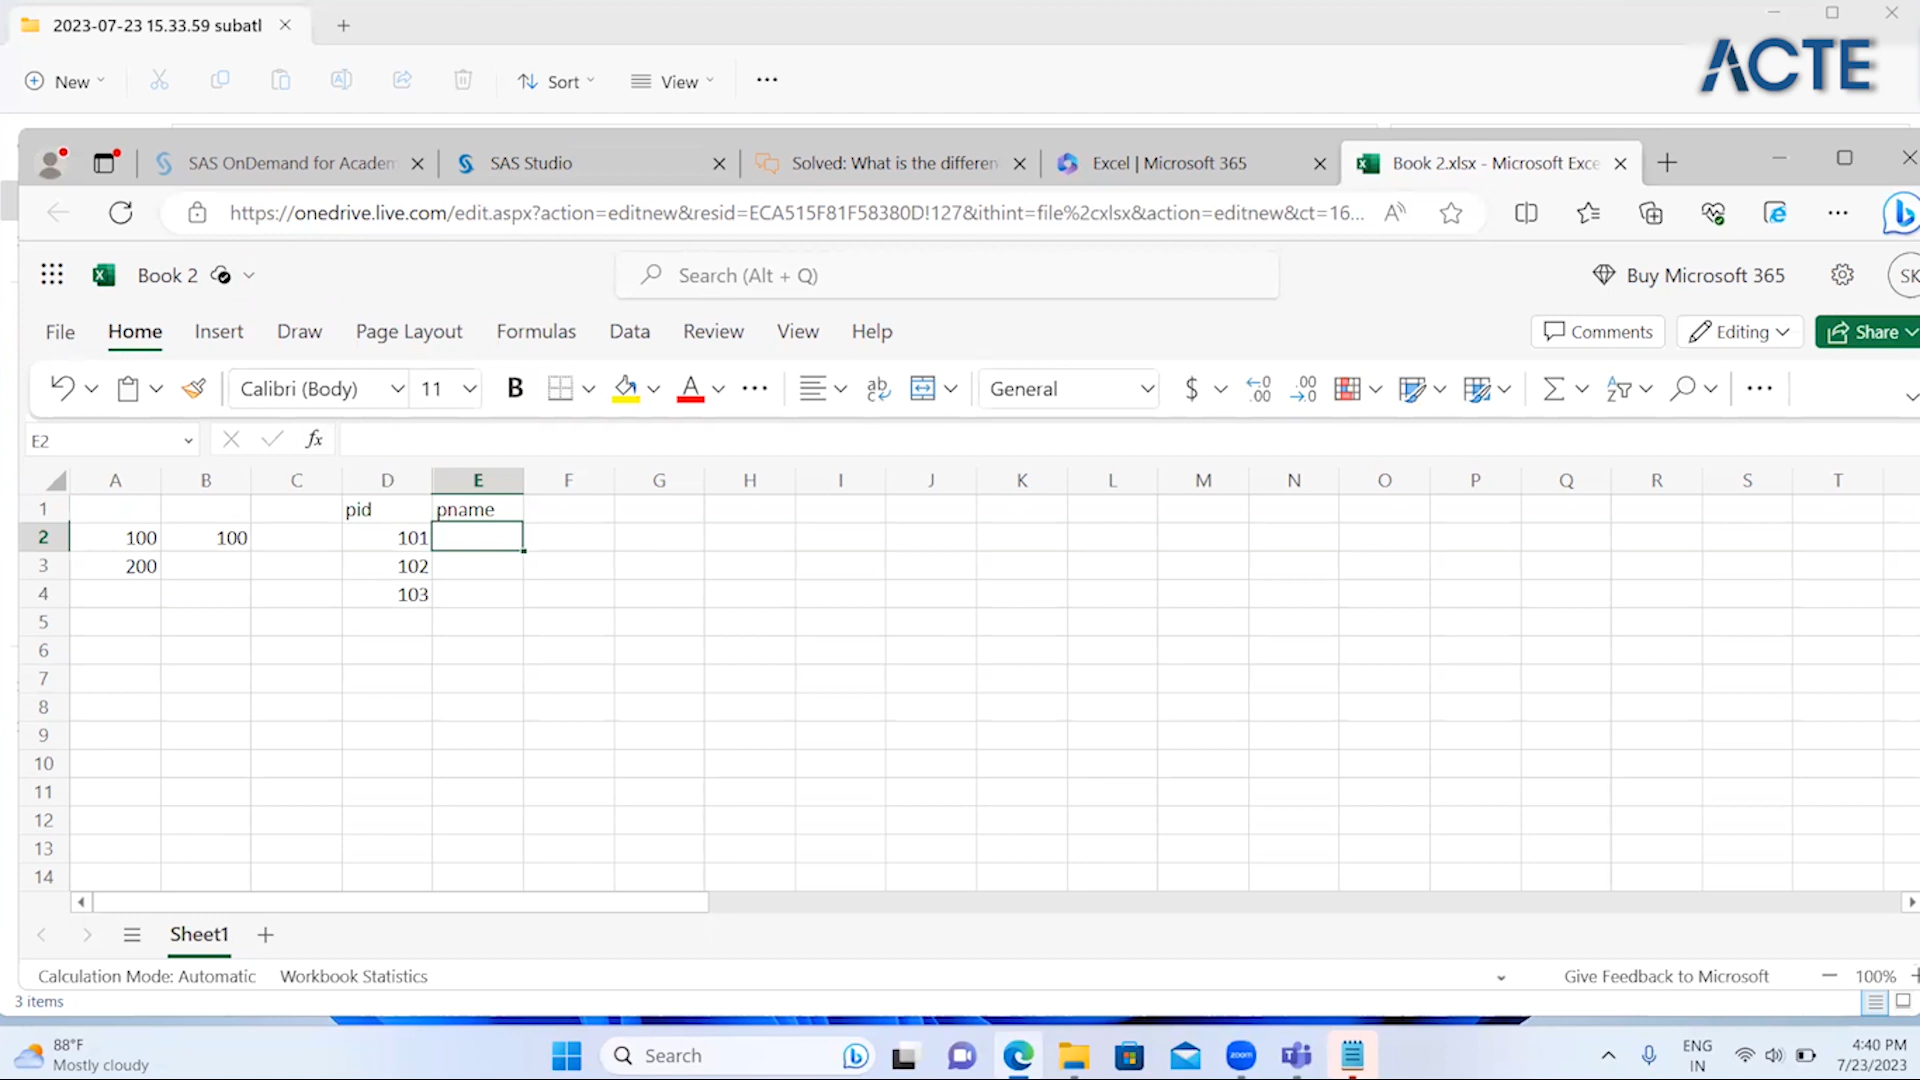 2023-07-23 15.33.59 subatl
ACTE
New
Sort
View
SAS OnDemand for Academ
SAS Studio
Solved: What is the differen
Excel | Microsoft 365
Book 2.xlsx - Microsoft Exce
https://onedrive.live.com/edit.aspx?action=editnew&resid=ECA515F81F58380D!127&ithint=file%2cxlsx&action=editnew&ct=16...
Book 2
Search (Alt + Q)
Buy Microsoft 365
SK
File Home Insert Draw Page Layout Formulas Data Review View Help
Comments
Editing
Share
Calibri (Body)
11
B
A
ab
General
$
E2
fx
A B C D E F G H I J K L M N O P Q R S T
1 pid pname
2 100 100 101
3 200 102
4 103
5
6
7
8
9
10
11
12
13
14
Sheet1
Calculation Mode: Automatic Workbook Statistics
Give Feedback to Microsoft
100%
3 items
88°F
Mostly cloudy
Search
zoom
ENG
IN
4:40 PM
7/23/2023